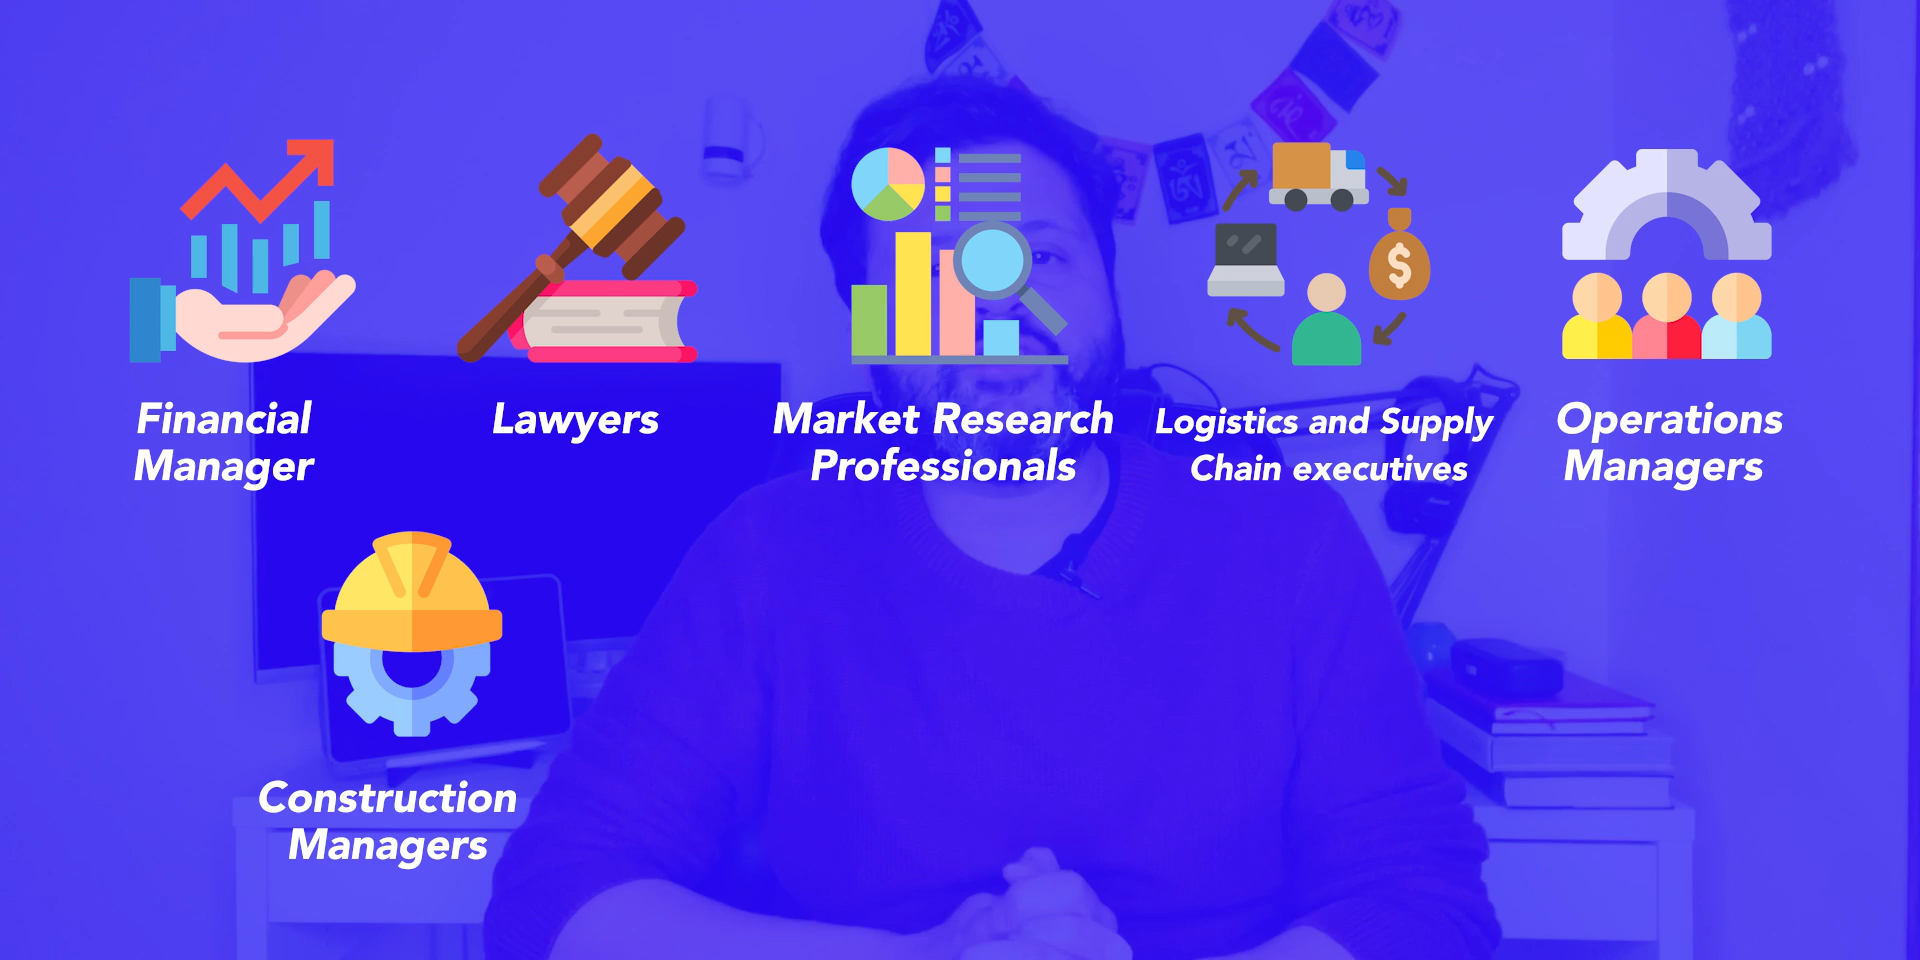 Financial
Manager
Lawyers
Market Research
Professionals
Logistics and Supply
Chain executives
Operations
Managers
Construction
Managers